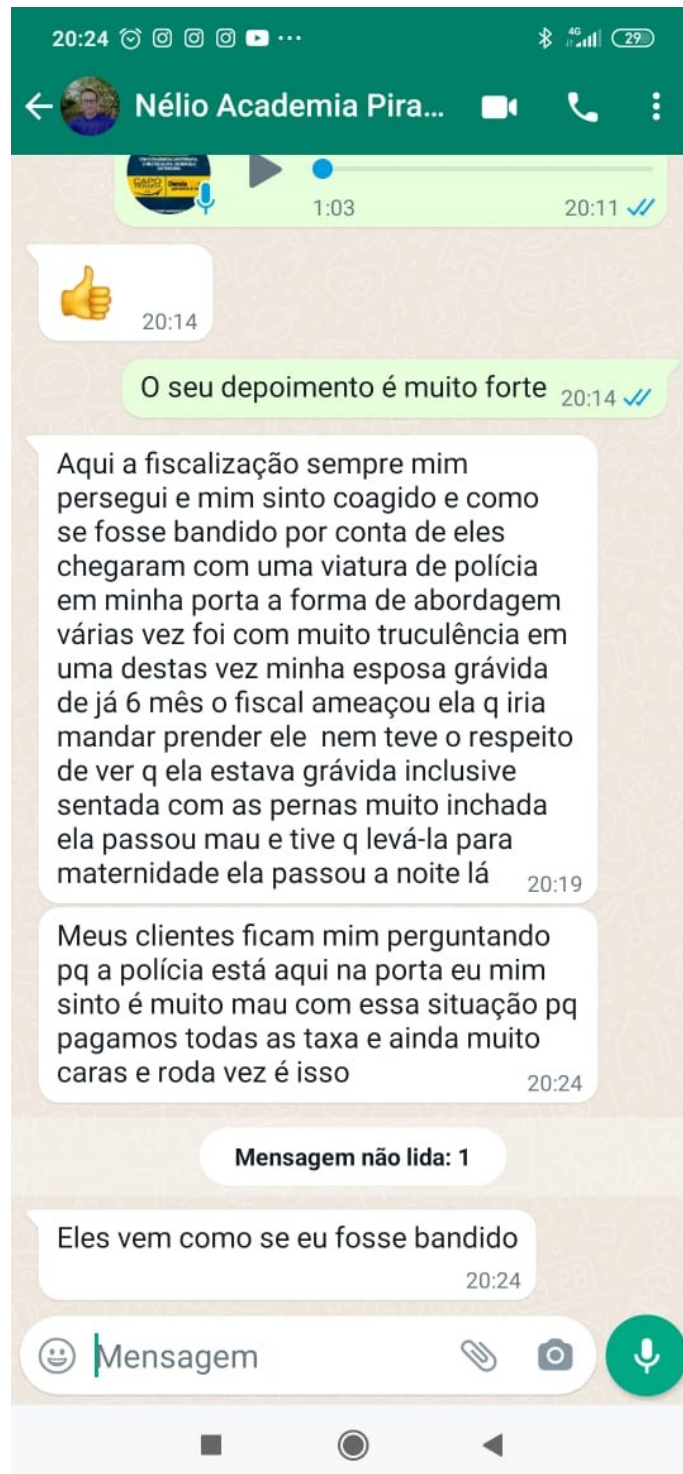 20:24
4G
29
Nélio Academia Pira...
1:03
20:11
20:14
O seu depoimento é muito forte
20:14
Aqui a fiscalização sempre mim
persegui e mim sinto coagido e como
se fosse bandido por conta de eles
chegaram com uma viatura de polícia
em minha porta a forma de abordagem
várias vez foi com muito truculência em
uma destas vez minha esposa grávida
de já 6 mês o fiscal ameaçou ela q iria
mandar prender ele nem teve o respeito
de ver q ela estava grávida inclusive
sentada com as pernas muito inchada
ela passou mau e tive q levá-la para
maternidade ela passou a noite lá
20:19
Meus clientes ficam mim perguntando
pq a polícia está aqui na porta eu mim
sinto é muito mau com essa situação pq
pagamos todas as taxa e ainda muito
caras e roda vez é isso
20:24
Mensagem não lida: 1
Eles vem como se eu fosse bandido
20:24
Mensagem